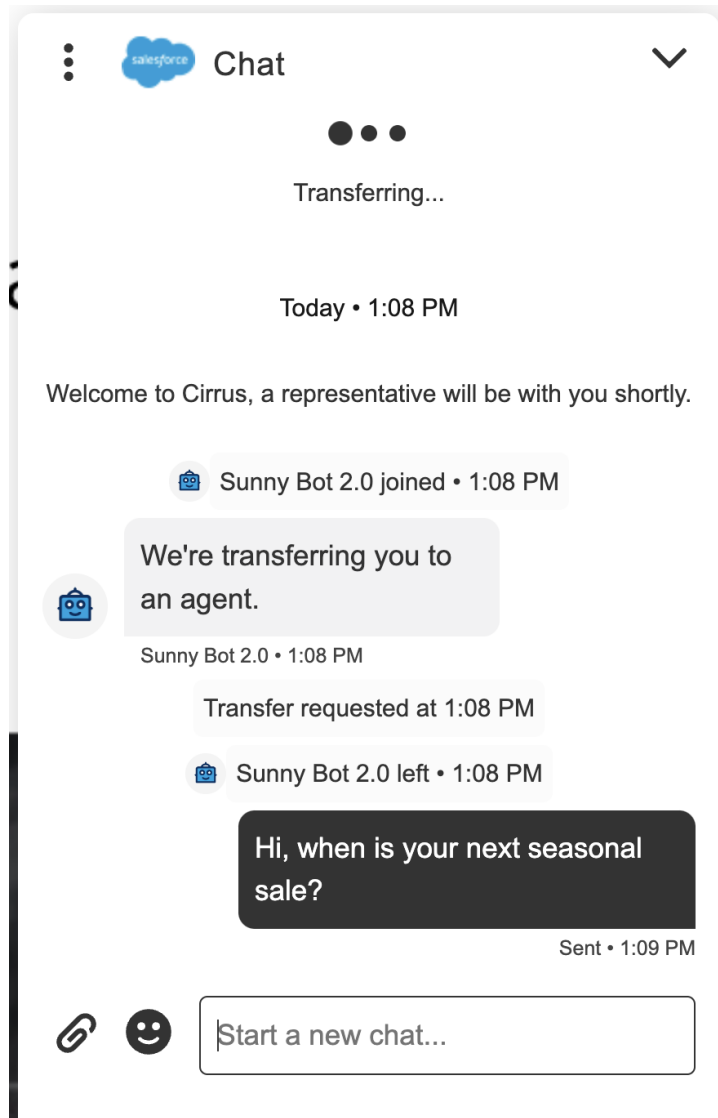 salesforce Chat
Transferring...
Today • 1:08 PM
Welcome to Cirrus, a representative will be with you shortly.
Sunny Bot 2.0 joined • 1:08 PM
We're transferring you to
an agent.
Sunny Bot 2.0 • 1:08 PM
Transfer requested at 1:08 PM
Sunny Bot 2.0 left • 1:08 PM
Hi, when is your next seasonal
sale?
Sent • 1:09 PM
Start a new chat...